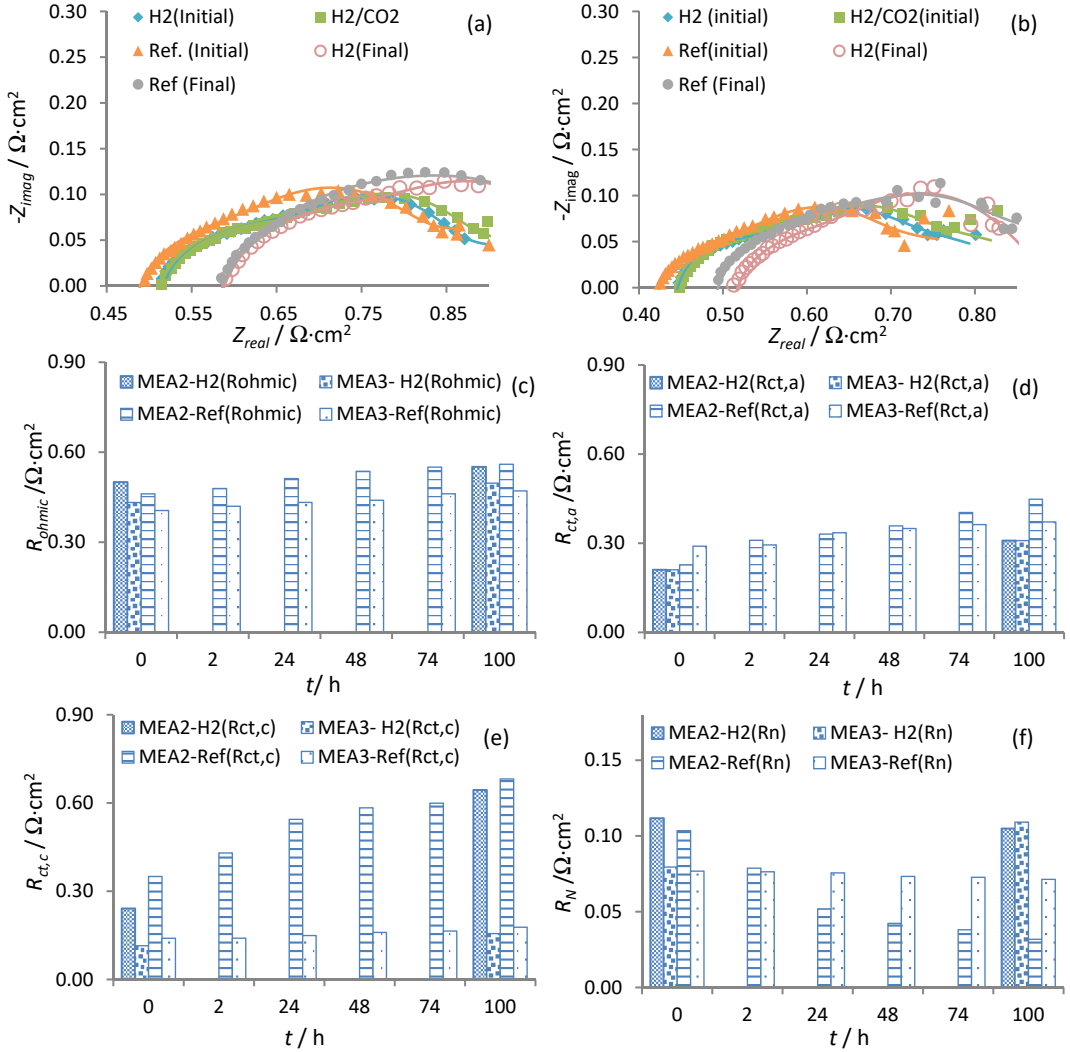 H2(Initial) H2/CO2 (a)
Ref. (Initial) H2(Final)
Ref (Final)
0.30
0.25
0.20
0.15
0.10
0.05
0.00
-Zimag / Ω·cm2
0.45 0.55 0.65 0.75 0.85
Zreal / Ω·cm2
H2 (initial) H2/CO2(initial) (b)
Ref(initial) H2(Final)
Ref (Final)
0.30
0.25
0.20
0.15
0.10
0.05
0.00
-Zimag / Ω·cm2
0.40 0.50 0.60 0.70 0.80
Zreal / Ω·cm2
MEA2-H2(Rohmic) MEA3- H2(Rohmic) (c)
MEA2-Ref(Rohmic) MEA3-Ref(Rohmic)
0.90
0.60
0.30
0.00
Rohmic /Ω·cm2
0 2 24 48 74 100
t/ h
MEA2-H2(Rct,a) MEA3- H2(Rct,a) (d)
MEA2-Ref(Rct,a) MEA3-Ref(Rct,a)
0.90
0.60
0.30
0.00
Rct,a /Ω·cm2
0 2 24 48 74 100
t/ h
MEA2-H2(Rct,c) MEA3- H2(Rct,c) (e)
MEA2-Ref(Rct,c) MEA3-Ref(Rct,c)
0.90
0.60
0.30
0.00
Rct,c / Ω·cm2
0 2 24 48 74 100
t / h
MEA2-H2(Rn) MEA3- H2(Rn) (f)
MEA2-Ref(Rn) MEA3-Ref(Rn)
0.15
0.10
0.05
0.00
RN /Ω·cm2
0 2 24 48 74 100
t / h